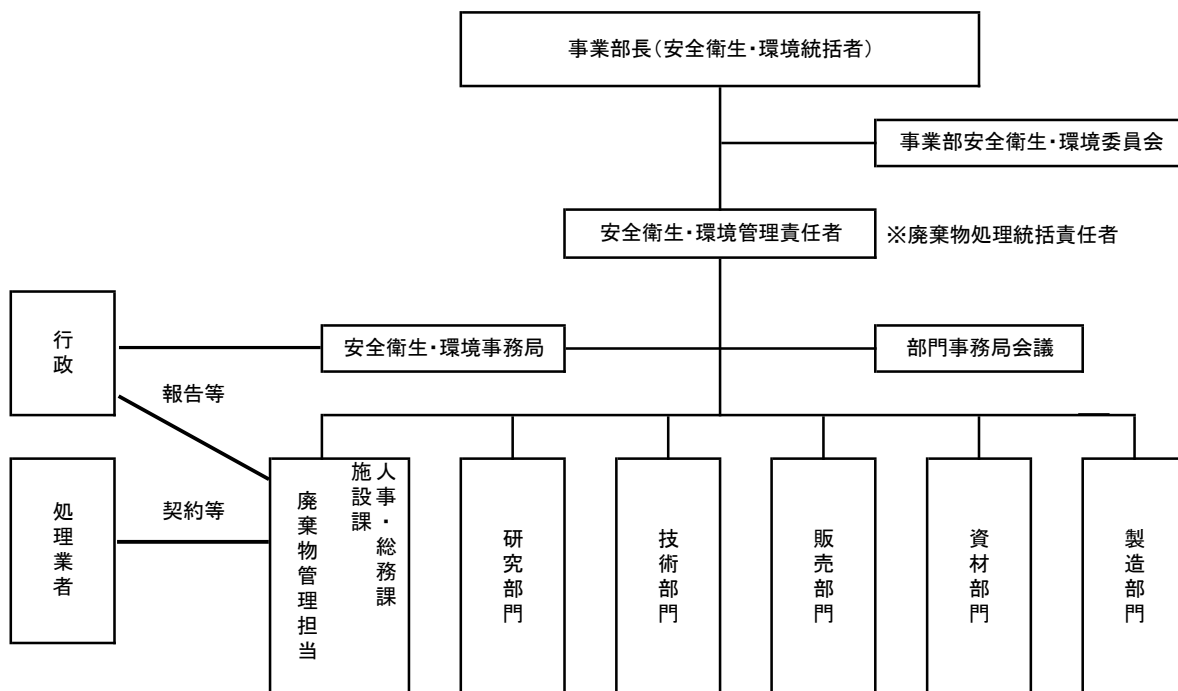 事業部長（安全衛生・環境統括者）
事業部安全衛生・環境委員会
安全衛生・環境管理責任者
※廃棄物処理統括責任者
行政
安全衛生・環境事務局
部門事務局会議
報告等
処理業者
契約等
人事・総務課
施設課
廃棄物管理担当
研究部門
技術部門
販売部門
資材部門
製造部門